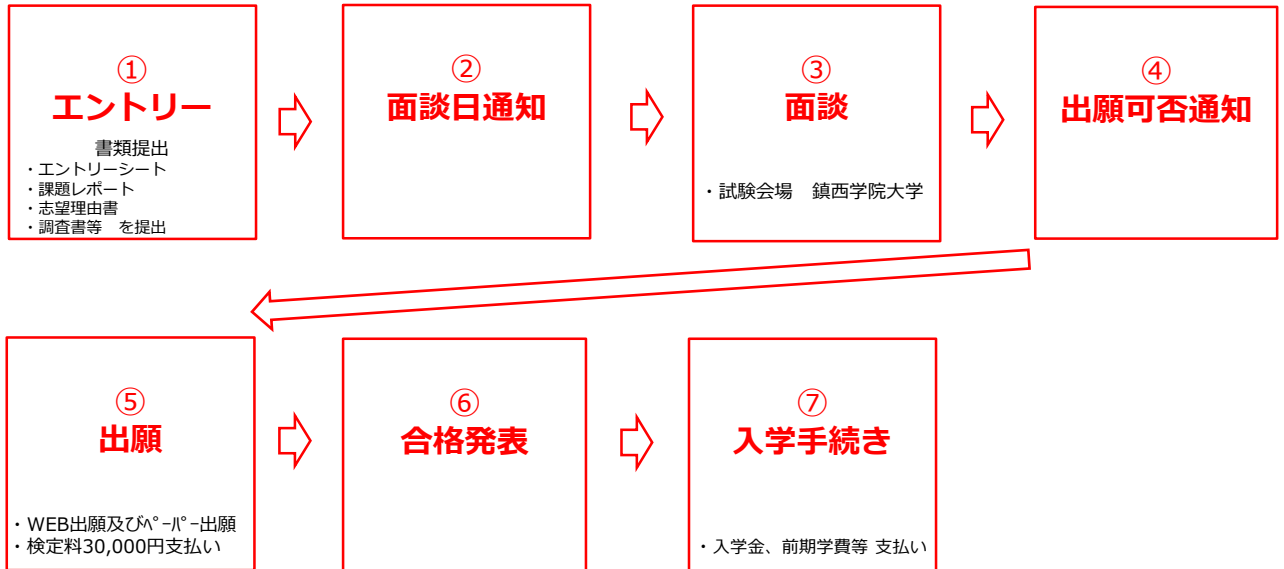 ①
エントリー
書類提出
・エントリーシート
・課題レポート
・志望理由書
・調査書等　を提出
②
面談日通知
③
面談
・試験会場　鎮西学院大学
④
出願可否通知
⑤
出願
・WEB出願及びﾍﾟｰﾊﾟｰ出願
・検定料30,000円支払い
⑥
合格発表
⑦
入学手続き
・入学金、前期学費等 支払い